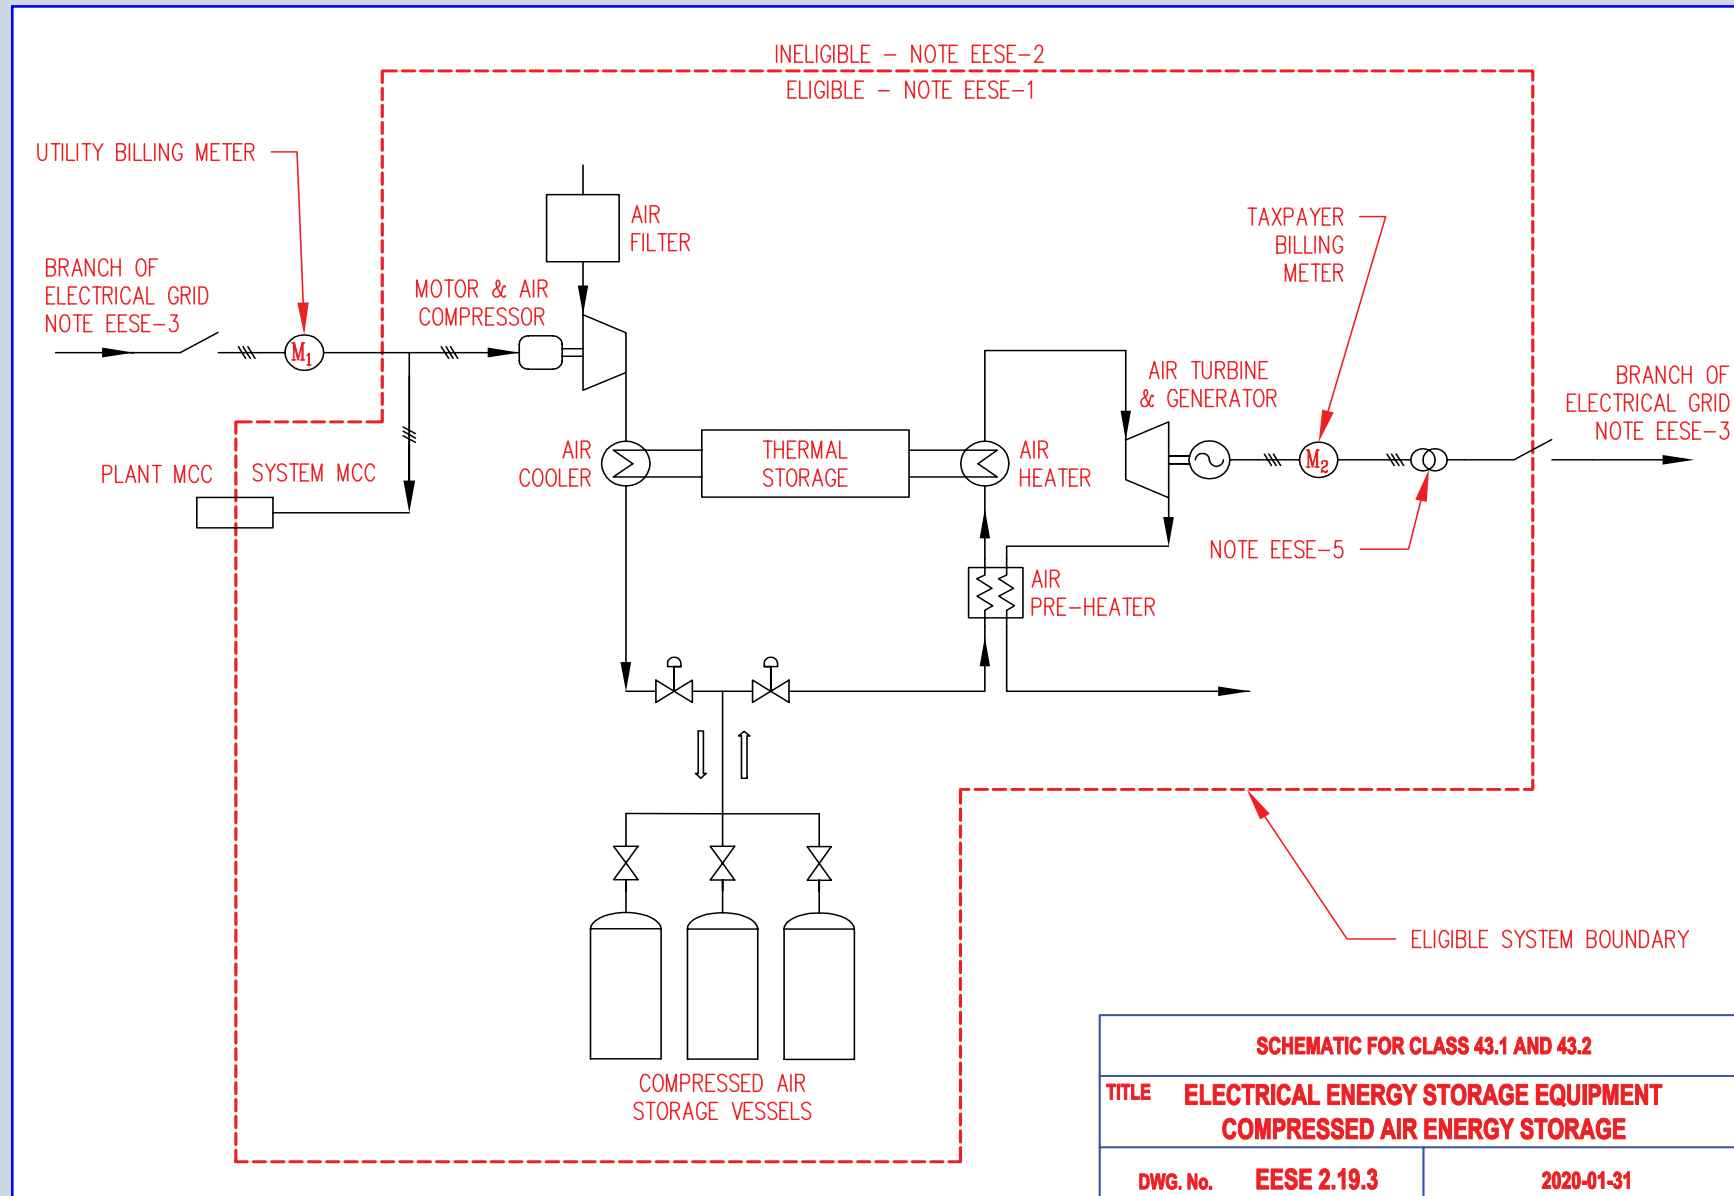 INELIGIBLE - NOTE EESE-2
ELIGIBLE - NOTE EESE-1
UTILITY BILLING METER
AIR
FILTER
TAXPAYER
BILLING
METER
BRANCH OF
ELECTRICAL GRID
NOTE EESE-3
MOTOR & AIR
COMPRESSOR
M1
AIR TURBINE
& GENERATOR
BRANCH OF
ELECTRICAL GRID
NOTE EESE-3
PLANT MCC
SYSTEM MCC
AIR
COOLER
THERMAL
STORAGE
AIR
HEATER
M2
NOTE EESE-5
AIR
PRE-HEATER
ELIGIBLE SYSTEM BOUNDARY
COMPRESSED AIR
STORAGE VESSELS
SCHEMATIC FOR CLASS 43.1 AND 43.2
TITLE ELECTRICAL ENERGY STORAGE EQUIPMENT
COMPRESSED AIR ENERGY STORAGE
DWG. No. EESE 2.19.3 2020-01-31